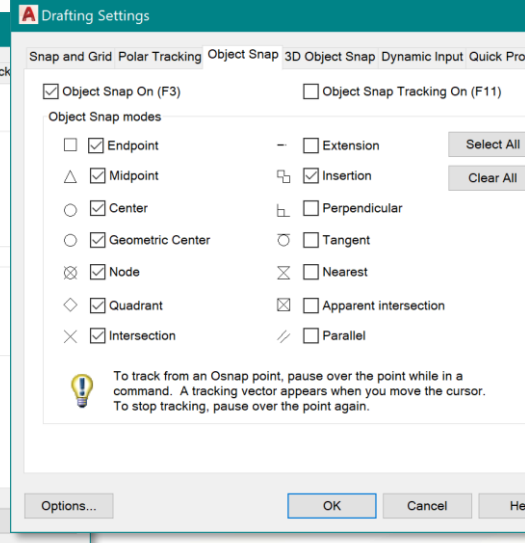 Drafting Settings
Snap and Grid Polar Tracking Object Snap 3D Object Snap Dynamic Input Quick Pro
ck
Object Snap On (F3) Object Snap Tracking On (F11)
Object Snap modes
Endpoint Extension Select All
Midpoint Insertion Clear All
Center Perpendicular
Geometric Center Tangent
Node Nearest
Quadrant Apparent intersection
Intersection Parallel
To track from an Osnap point, pause over the point while in a
command. A tracking vector appears when you move the cursor.
To stop tracking, pause over the point again.
Options... OK Cancel He